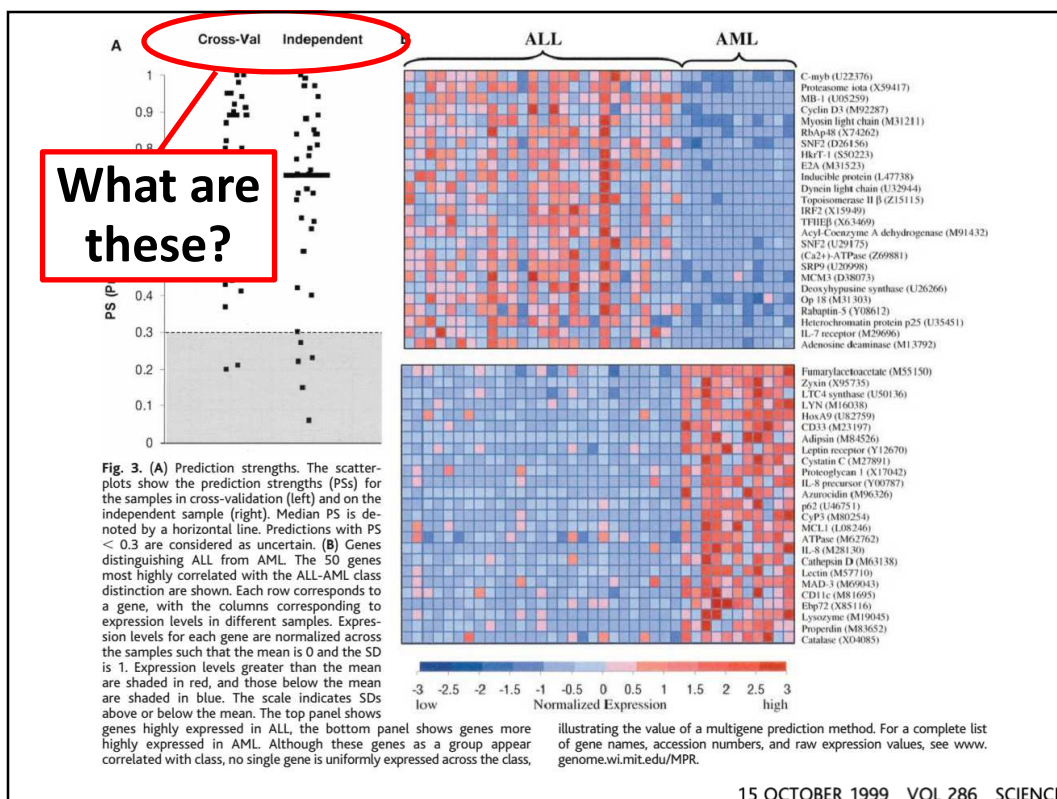 A
Cross-Val Independent
1
0.9
0.8
What are
these?
0.4
0.3
0.2
0.1
0
PS
ALL AML
C-myb (U22376)
Proteasome iota (X59417)
MB-1 (U05259)
Cyclin D3 (M92287)
Myosin light chain (M31211)
RbAp48 (X74262)
SNF2 (D26156)
HkrT-1 (S50223)
E2A (M31523)
Inducible protein (L47738)
Dynein light chain (U32944)
Topoisomerase II β (Z15115)
IRF2 (X15949)
TFIIEβ (X63469)
Acyl-Coenzyme A dehydrogenase (M91432)
SNF2 (U29175)
(Ca2+)-ATPase (Z69881)
SRP9 (U20998)
MCM3 (D38073)
Deoxyhypusine synthase (U26266)
Op 18 (M31303)
Rabaptin-5 (Y08612)
Heterochromatin protein p25 (U35451)
IL-7 receptor (M29696)
Adenosine deaminase (M13792)
Fumarylacetoacetate (M55150)
Zyxin (X95735)
LTC4 synthase (U50136)
LYN (M16038)
HoxA9 (U82759)
CD33 (M23197)
Adipsin (M84526)
Leptin receptor (Y12670)
Cystatin C (M27891)
Proteoglycan 1 (X17042)
IL-8 precursor (Y00787)
Azurocidin (M96326)
p62 (U46751)
CyP3 (M80254)
MCL1 (L08246)
ATPase (M62762)
IL-8 (M28130)
Cathepsin D (M63138)
Lectin (M57710)
MAD-3 (M69043)
CD11c (M81695)
Ebp72 (X85116)
Lysozyme (M19045)
Properdin (M83652)
Catalase (X04085)
-3 -2.5 -2 -1.5 -1 -0.5 0 0.5 1 1.5 2 2.5 3
low Normalized Expression high
Fig. 3. (A) Prediction strengths. The scatter-
plots show the prediction strengths (PSs) for
the samples in cross-validation (left) and on the
independent sample (right). Median PS is de-
noted by a horizontal line. Predictions with PS
< 0.3 are considered as uncertain. (B) Genes
distinguishing ALL from AML. The 50 genes
most highly correlated with the ALL-AML class
distinction are shown. Each row corresponds to
a gene, with the columns corresponding to
expression levels in different samples. Expres-
sion levels for each gene are normalized across
the samples such that the mean is 0 and the SD
is 1. Expression levels greater than the mean
are shaded in red, and those below the mean
are shaded in blue. The scale indicates SDs
above or below the mean. The top panel shows
genes highly expressed in ALL, the bottom panel shows genes more
highly expressed in AML. Although these genes as a group appear
correlated with class, no single gene is uniformly expressed across the class,
illustrating the value of a multigene prediction method. For a complete list
of gene names, accession numbers, and raw expression values, see www.
genome.wi.mit.edu/MPR.
15 OCTOBER 1999 VOL 286 SCIENCE